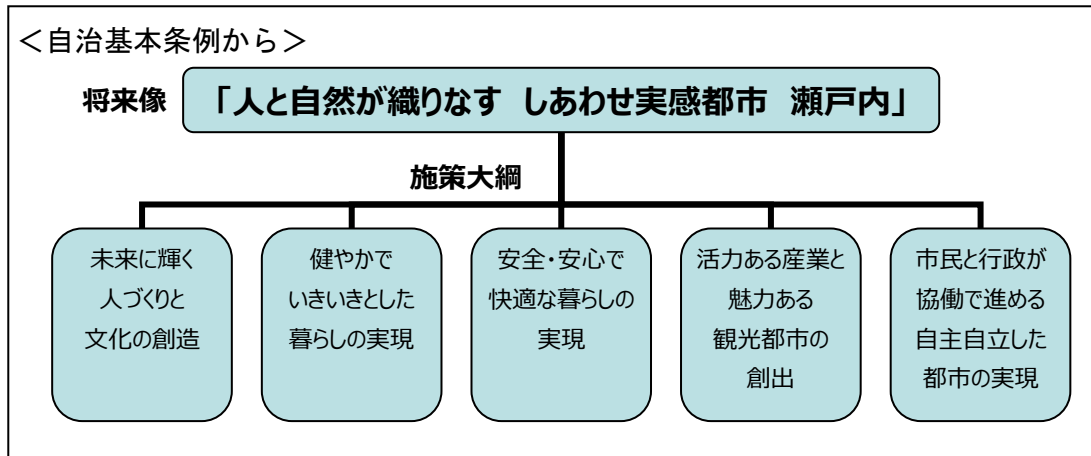 ＜自治基本条例から＞
将来像 「人と自然が織りなす しあわせ実感都市 瀬戸内」
施策大綱
未来に輝く
人づくりと
文化の創造
健やかで
いきいきとした
暮らしの実現
安全・安心で
快適な暮らしの
実現
活力ある産業と
魅力ある
観光都市の
創出
市民と行政が
協働で進める
自主自立した
都市の実現